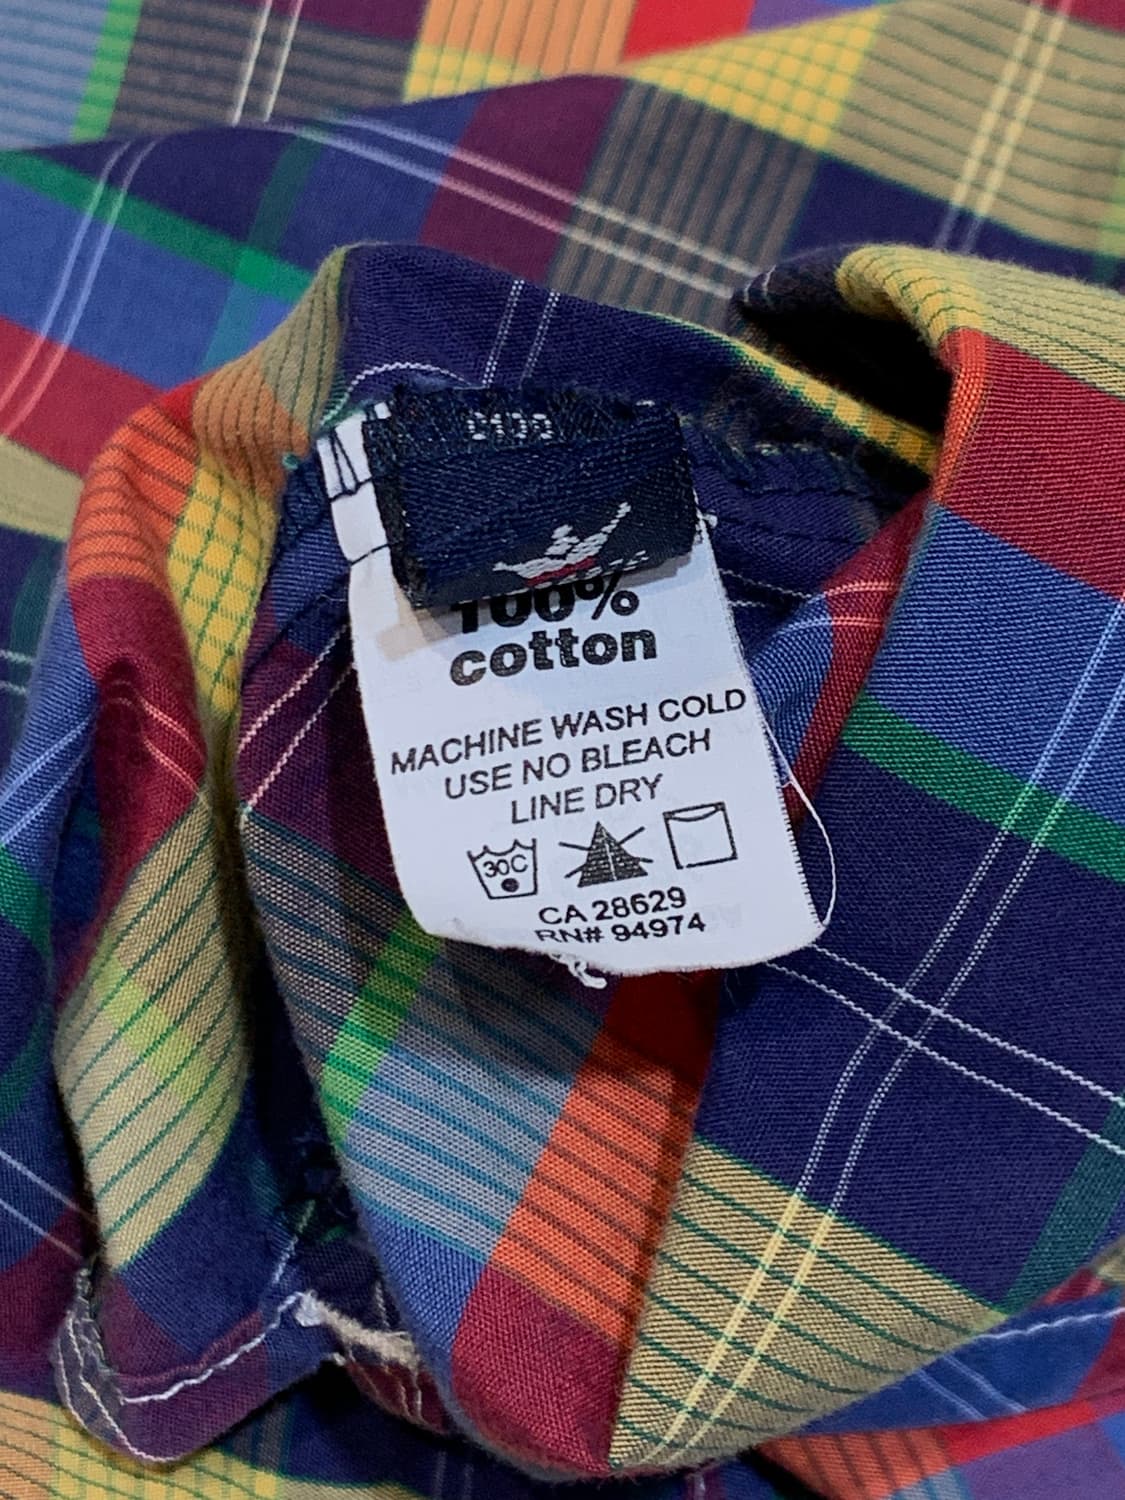 100%
cotton
MACHINE WASH COLD
USE NO BLEACH
LINE DRY
30C
CA 28629
RN# 94974